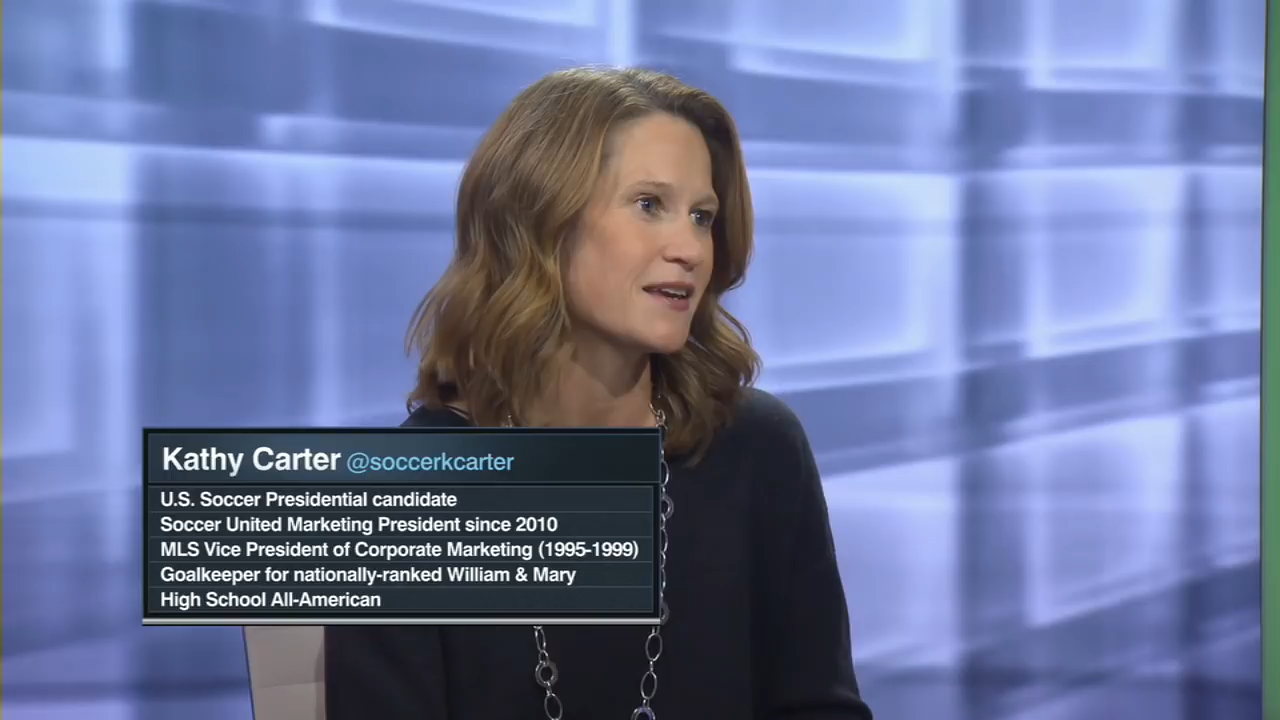 Kathy Carter @soccerkcarter
U.S. Soccer Presidential candidate
Soccer United Marketing President since 2010
MLS Vice President of Corporate Marketing (1995-1999)
Goalkeeper for nationally-ranked William & Mary
High School All-American